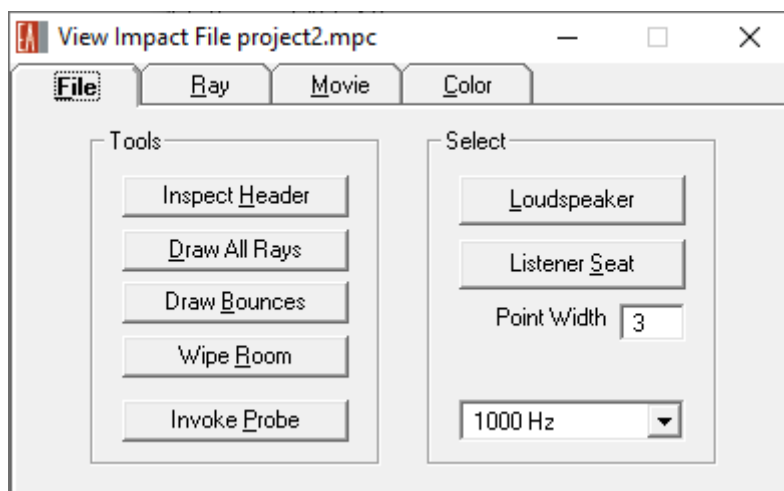 EA View Impact File project2.mpc
File Ray Movie Color
Tools
Inspect Header
Draw All Rays
Draw Bounces
Wipe Room
Invoke Probe
Select
Loudspeaker
Listener Seat
Point Width 3
1000 Hz